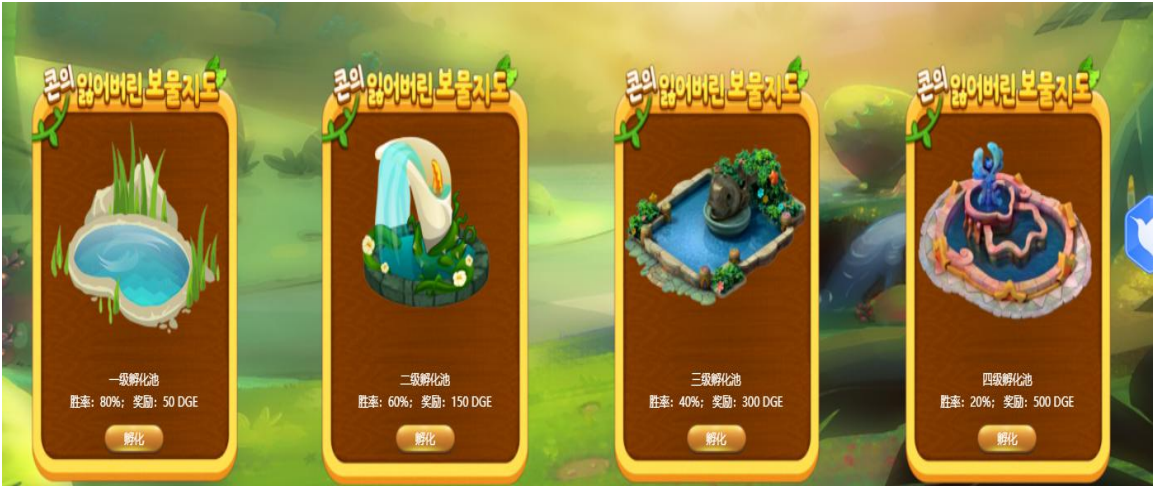 콘의 잃어버린 보물지도
一级孵化池
胜率：80%； 奖励：50 DGE
孵化
콘의 잃어버린 보물지도
二级孵化池
胜率：60%； 奖励：150 DGE
孵化
콘의 잃어버린 보물지도
三级孵化池
胜率：40%； 奖励：300 DGE
孵化
콘의 잃어버린 보물지도
四级孵化池
胜率：20%； 奖励：500 DGE
孵化